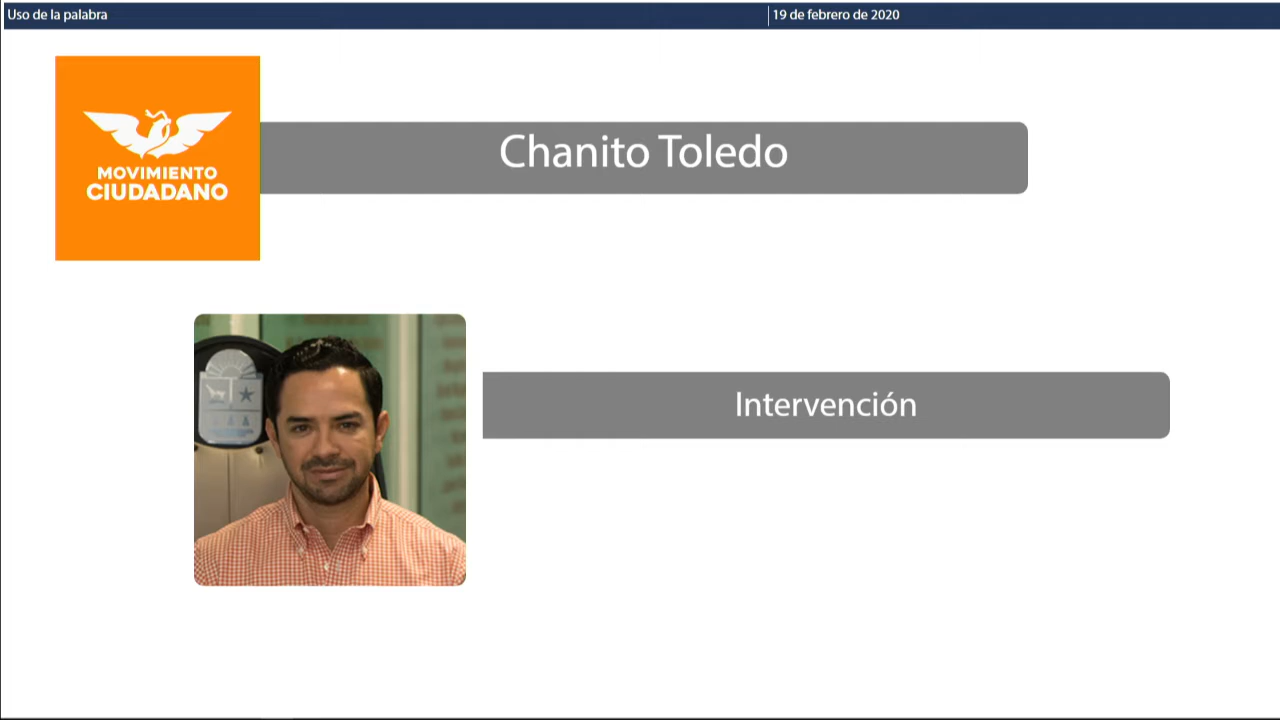 Uso de la palabra
19 de febrero de 2020
MOVIMIENTO
CIUDADANO
Chanito Toledo
Intervención